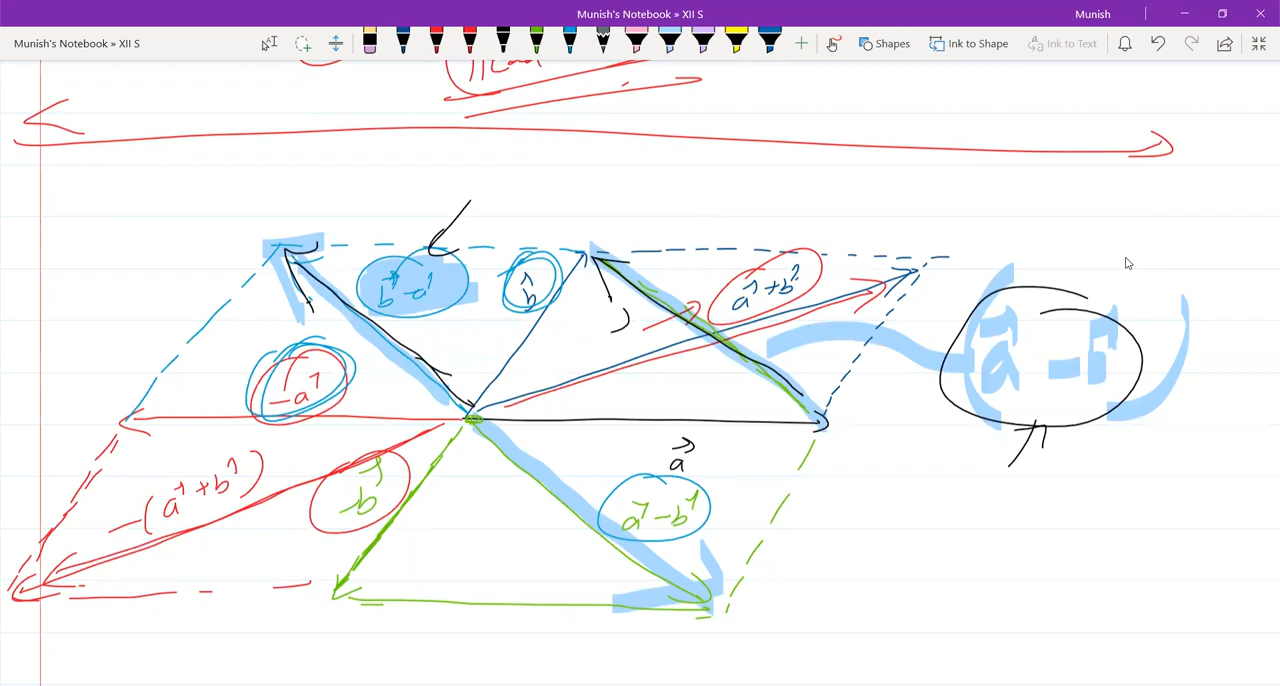 Munish's Notebook » XII S
Munish
Munish's Notebook » XII S
Shapes
Ink to Shape
Ink to Text
b⃗ - a⃗
b⃗
a⃗ + b⃗
a⃗ - b⃗
-a⃗
a⃗
-(a⃗ + b⃗)
-b⃗
a⃗ - b⃗